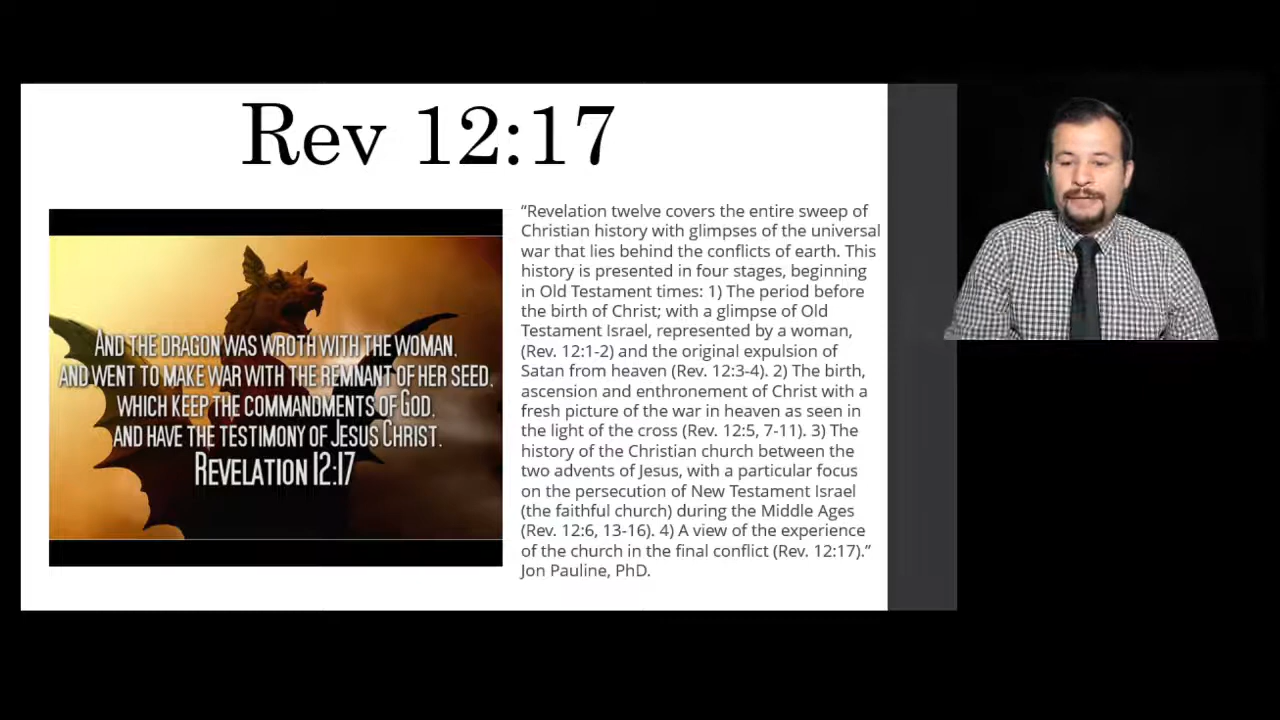 Rev 12:17
AND THE DRAGON WAS WROTH WITH THE WOMAN,
AND WENT TO MAKE WAR WITH THE REMNANT OF HER SEED,
WHICH KEEP THE COMMANDMENTS OF GOD,
AND HAVE THE TESTIMONY OF JESUS CHRIST.
REVELATION 12:17
“Revelation twelve covers the entire sweep of
Christian history with glimpses of the universal
war that lies behind the conflicts of earth. This
history is presented in four stages, beginning
in Old Testament times: 1) The period before
the birth of Christ; with a glimpse of Old
Testament Israel, represented by a woman,
(Rev. 12:1-2) and the original expulsion of
Satan from heaven (Rev. 12:3-4). 2) The birth,
ascension and enthronement of Christ with a
fresh picture of the war in heaven as seen in
the light of the cross (Rev. 12:5, 7-11). 3) The
history of the Christian church between the
two advents of Jesus, with a particular focus
on the persecution of New Testament Israel
(the faithful church) during the Middle Ages
(Rev. 12:6, 13-16). 4) A view of the experience
of the church in the final conflict (Rev. 12:17).”
Jon Pauline, PhD.